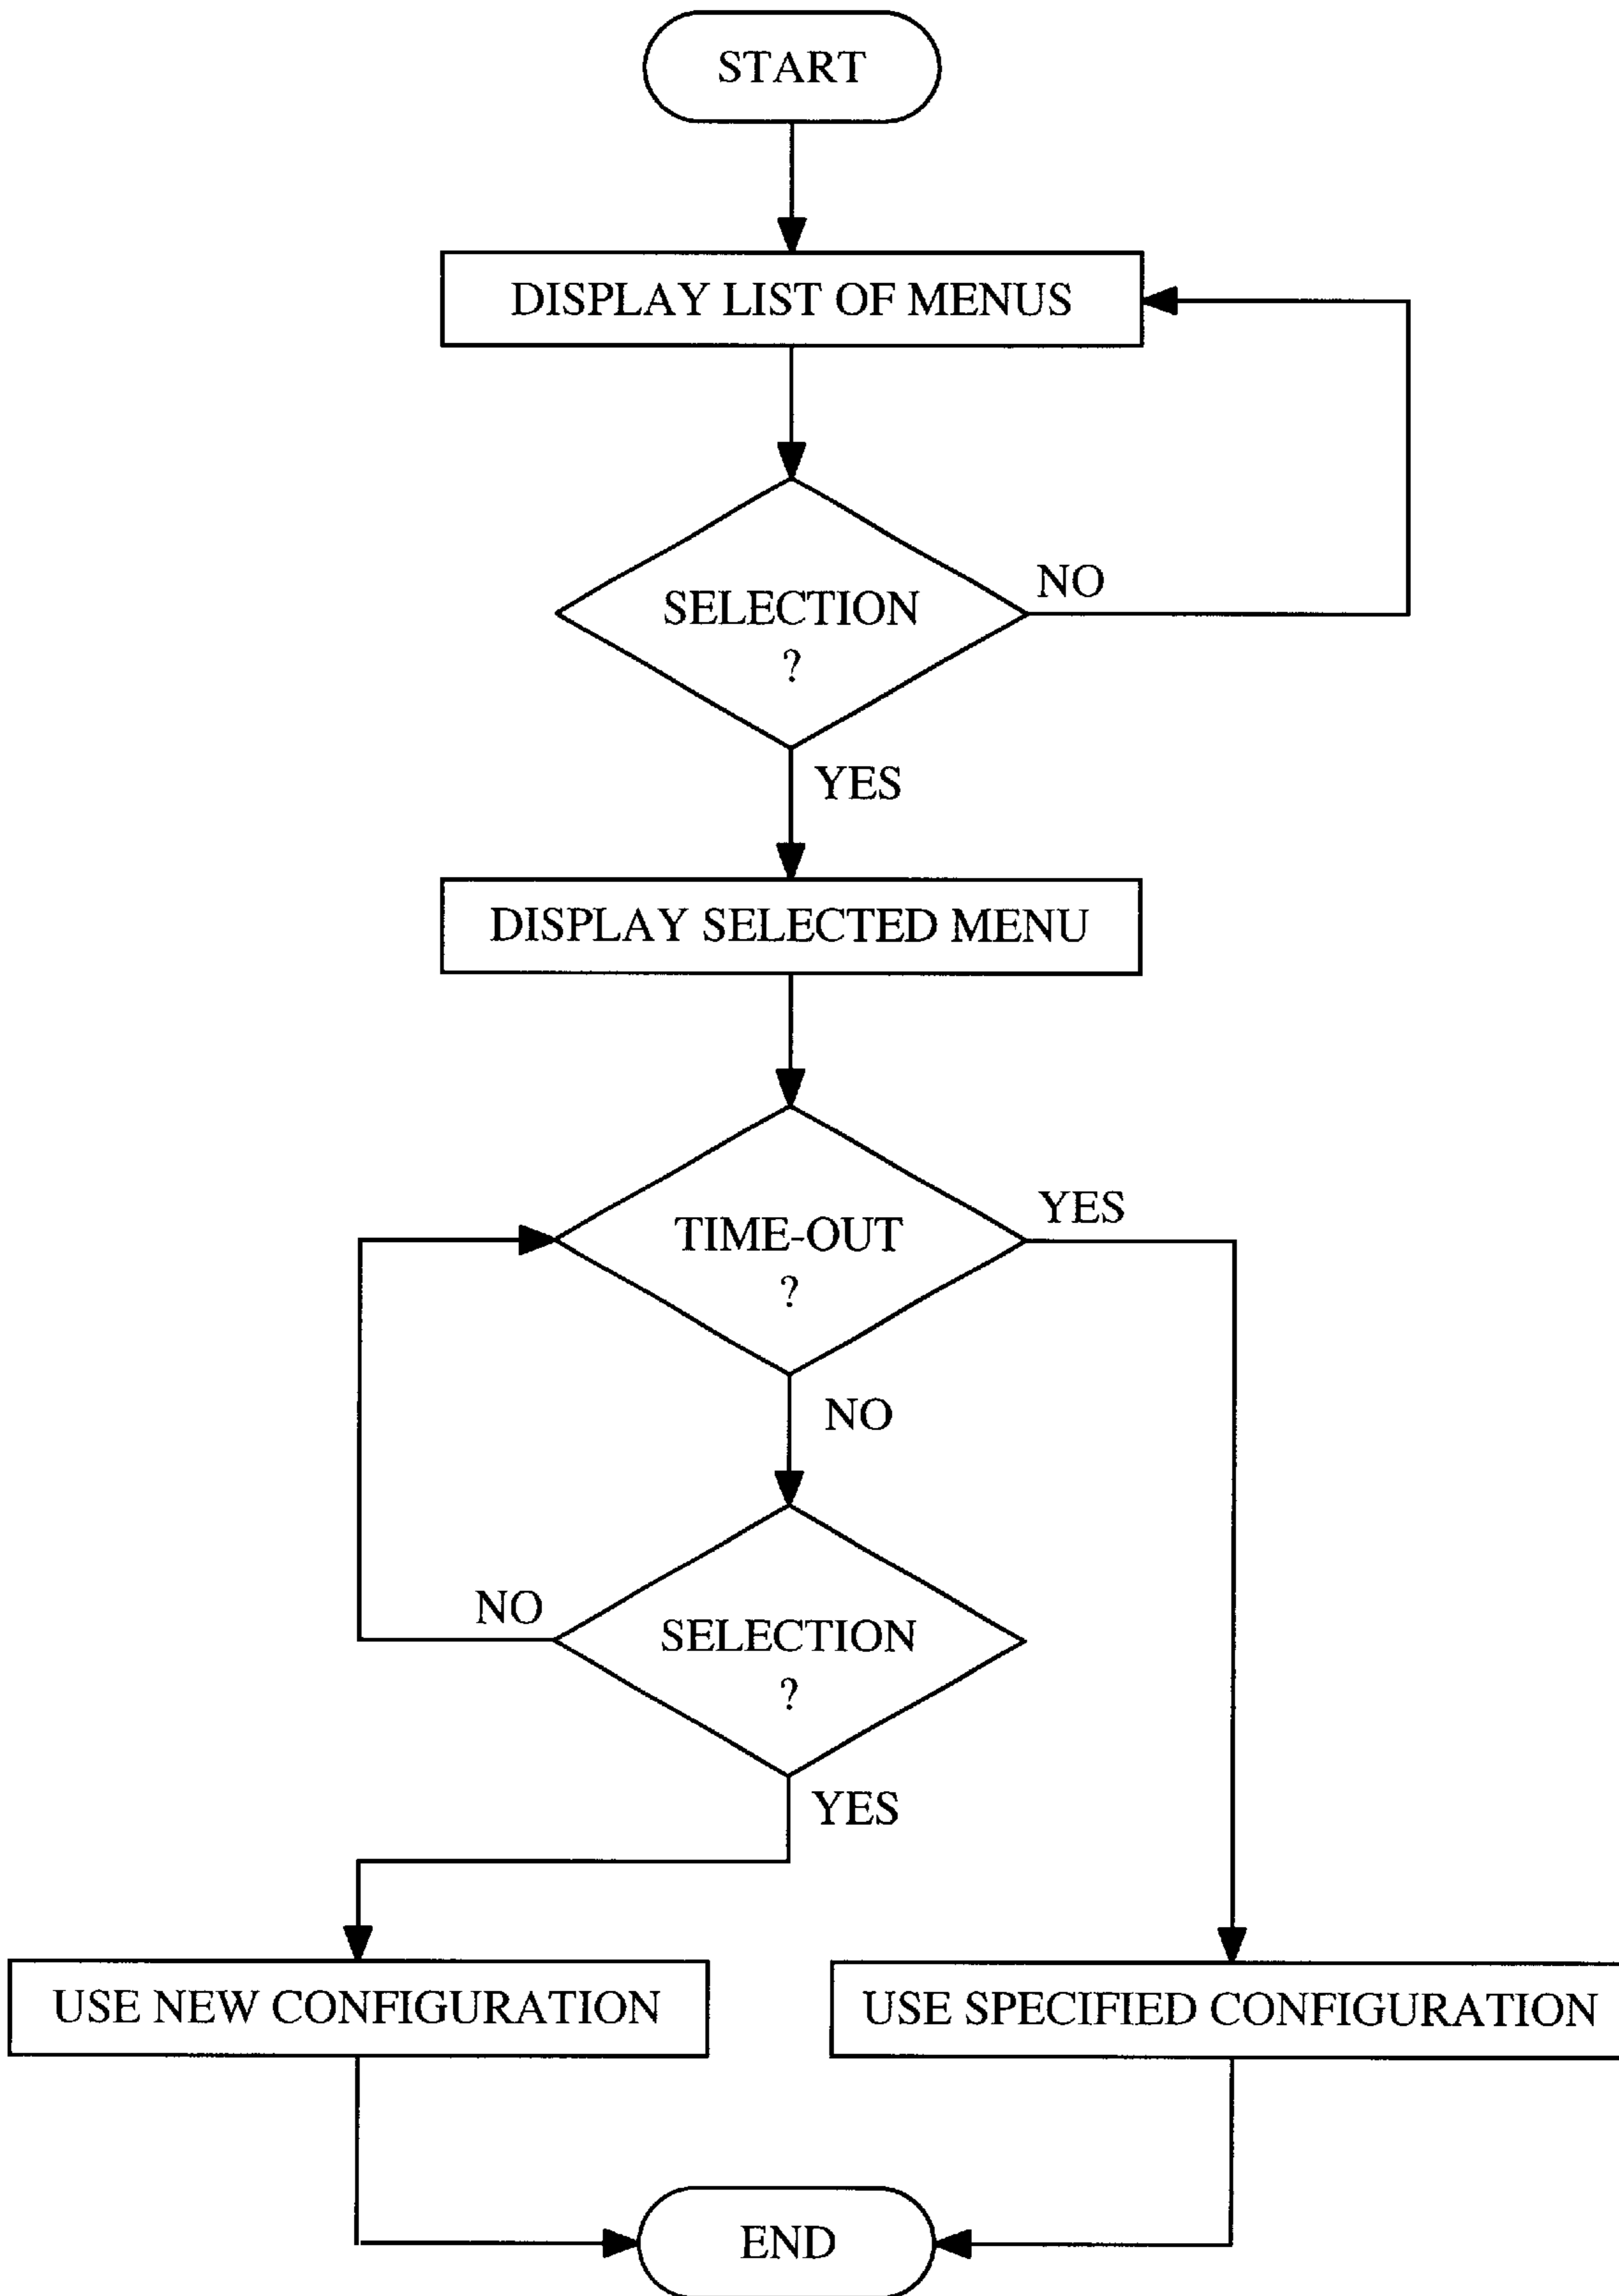 START
DISPLAY LIST OF MENUS
SELECTION
?
NO
YES
DISPLAY SELECTED MENU
TIME-OUT
?
YES
NO
SELECTION
?
NO
YES
USE NEW CONFIGURATION
USE SPECIFIED CONFIGURATION
END